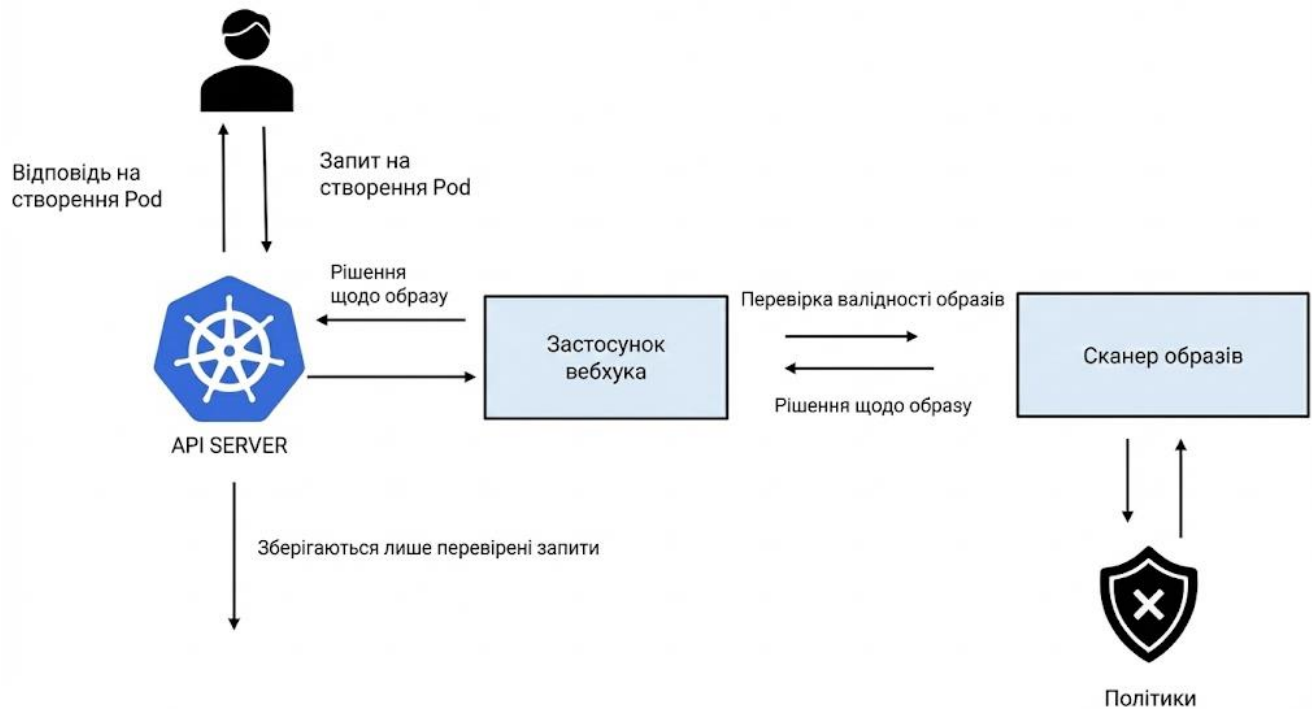 Відповідь на
створення Pod
Запит на
створення Pod
Рішення
щодо образу
API SERVER
Застосунок
вебхука
Перевірка валідності образів
Рішення щодо образу
Сканер образів
Зберігаються лише перевірені запити
Політики